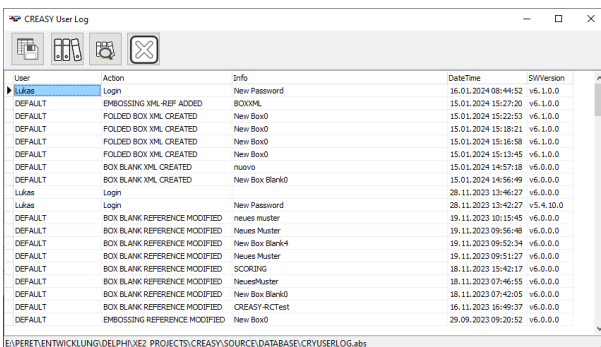 CREASY User Log
User Action Info DateTime SWVersion
Lukas Login New Password 16.01.2024 08:44:52 v6.1.0.0
DEFAULT EMBOSSING XML-REF ADDED BOXXML 15.01.2024 15:27:20 v6.1.0.0
DEFAULT FOLDED BOX XML CREATED New Box0 15.01.2024 15:22:53 v6.1.0.0
DEFAULT FOLDED BOX XML CREATED New Box0 15.01.2024 15:18:21 v6.1.0.0
DEFAULT FOLDED BOX XML CREATED New Box0 15.01.2024 15:16:58 v6.1.0.0
DEFAULT FOLDED BOX XML CREATED New Box0 15.01.2024 15:13:45 v6.1.0.0
DEFAULT BOX BLANK XML CREATED nuovo 15.01.2024 14:57:18 v6.0.0.0
DEFAULT BOX BLANK XML CREATED New Box Blank0 15.01.2024 14:56:49 v6.0.0.0
Lukas Login 28.11.2023 13:46:27 v6.0.0.0
Lukas Login New Password 28.11.2023 13:42:27 v5.4.10.0
DEFAULT BOX BLANK REFERENCE MODIFIED neues muster 19.11.2023 10:15:45 v6.0.0.0
DEFAULT BOX BLANK REFERENCE MODIFIED Neues Muster 19.11.2023 09:56:48 v6.0.0.0
DEFAULT BOX BLANK REFERENCE MODIFIED New Box Blank4 19.11.2023 09:52:34 v6.0.0.0
DEFAULT BOX BLANK REFERENCE MODIFIED Neues Muster 19.11.2023 09:51:27 v6.0.0.0
DEFAULT BOX BLANK REFERENCE MODIFIED SCORING 18.11.2023 15:42:17 v6.0.0.0
DEFAULT BOX BLANK REFERENCE MODIFIED NeuesMuster 18.11.2023 07:46:55 v6.0.0.0
DEFAULT BOX BLANK REFERENCE MODIFIED New Box Blank0 18.11.2023 07:42:05 v6.0.0.0
DEFAULT BOX BLANK REFERENCE MODIFIED CREASY-RCTest 16.11.2023 16:49:37 v6.0.0.0
DEFAULT EMBOSSING REFERENCE MODIFIED New Box0 29.09.2023 09:20:52 v6.0.0.0
E:\PERET\ENTWICKLUNG\DELPHI\XE2_PROJECTS\CREASY\SOURCE\DATABASE\CRYUSERLOG.abs